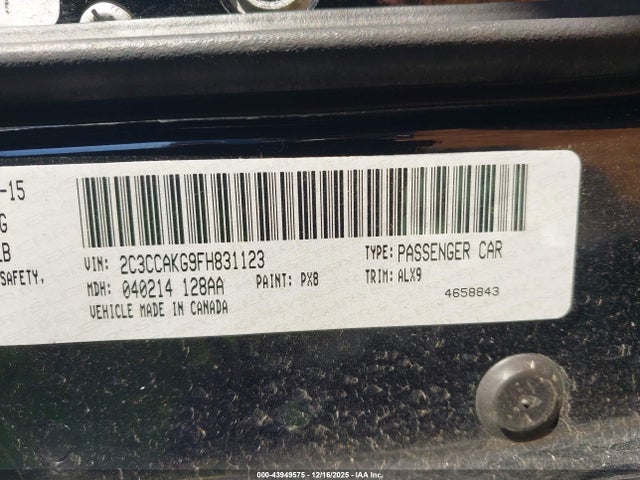 -15
G
LB
SAFETY,
VIN: 2C3CCAKG9FH831123
TYPE: PASSENGER CAR
MDH: 040214 128AA
PAINT: PX8
TRIM: ALX9
VEHICLE MADE IN CANADA
4658843
000-43949575 - 12/16/2025 - IAA Inc.